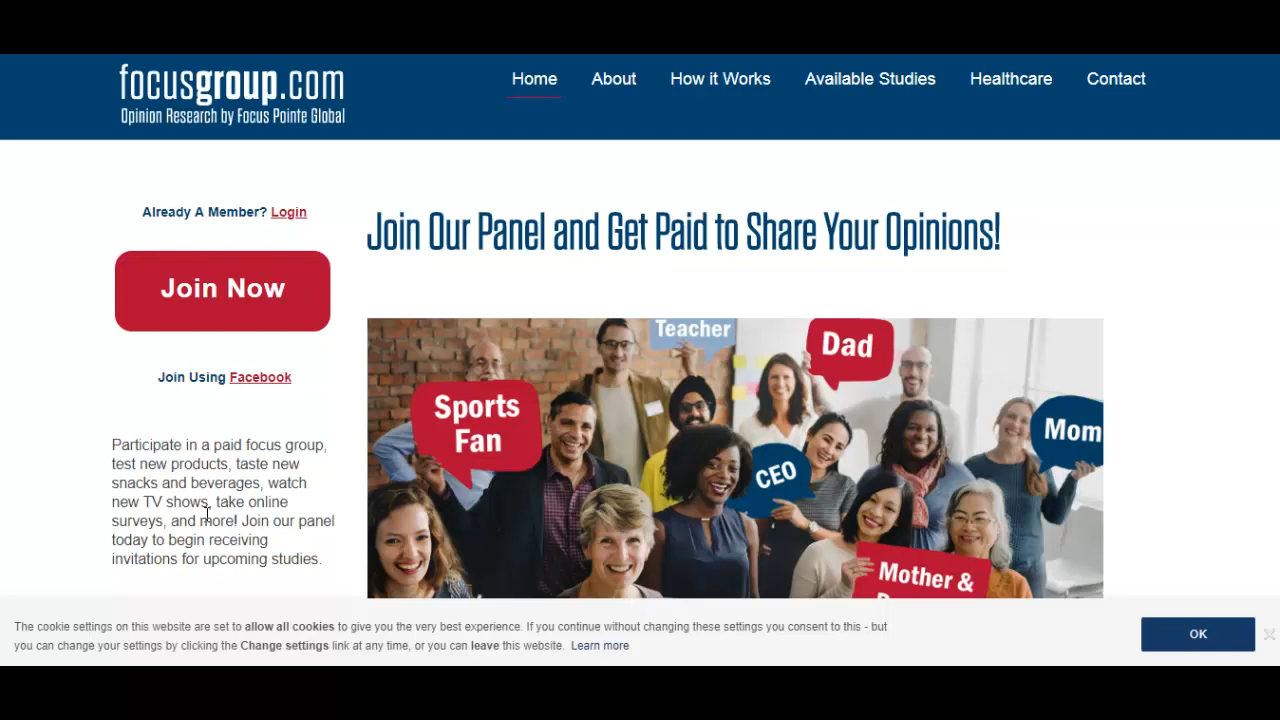 focusgroup.com
Opinion Research by Focus Pointe Global
Home
About
How it Works
Available Studies
Healthcare
Contact
Already A Member? Login
Join Now
Join Using Facebook
Participate in a paid focus group,
test new products, taste new
snacks and beverages, watch
new TV shows, take online
surveys, and more! Join our panel
today to begin receiving
invitations for upcoming studies.
Join Our Panel and Get Paid to Share Your Opinions!
Teacher
Dad
Sports
Fan
Mom
CEO
Mother &
The cookie settings on this website are set to allow all cookies to give you the very best experience. If you continue without changing these settings you consent to this - but
you can change your settings by clicking the Change settings link at any time, or you can leave this website. Learn more
OK